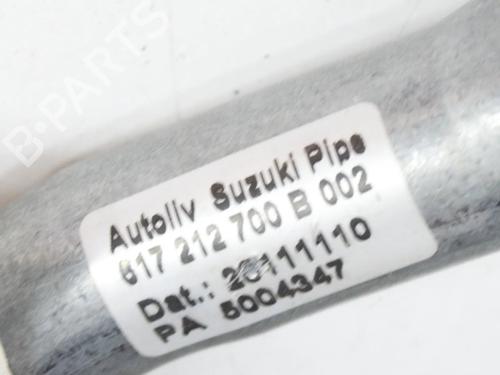 B-PARTS
Autoliv Suzuki Pipe
617 212 700 B 002
Dat.: 20111110
PA 5004347